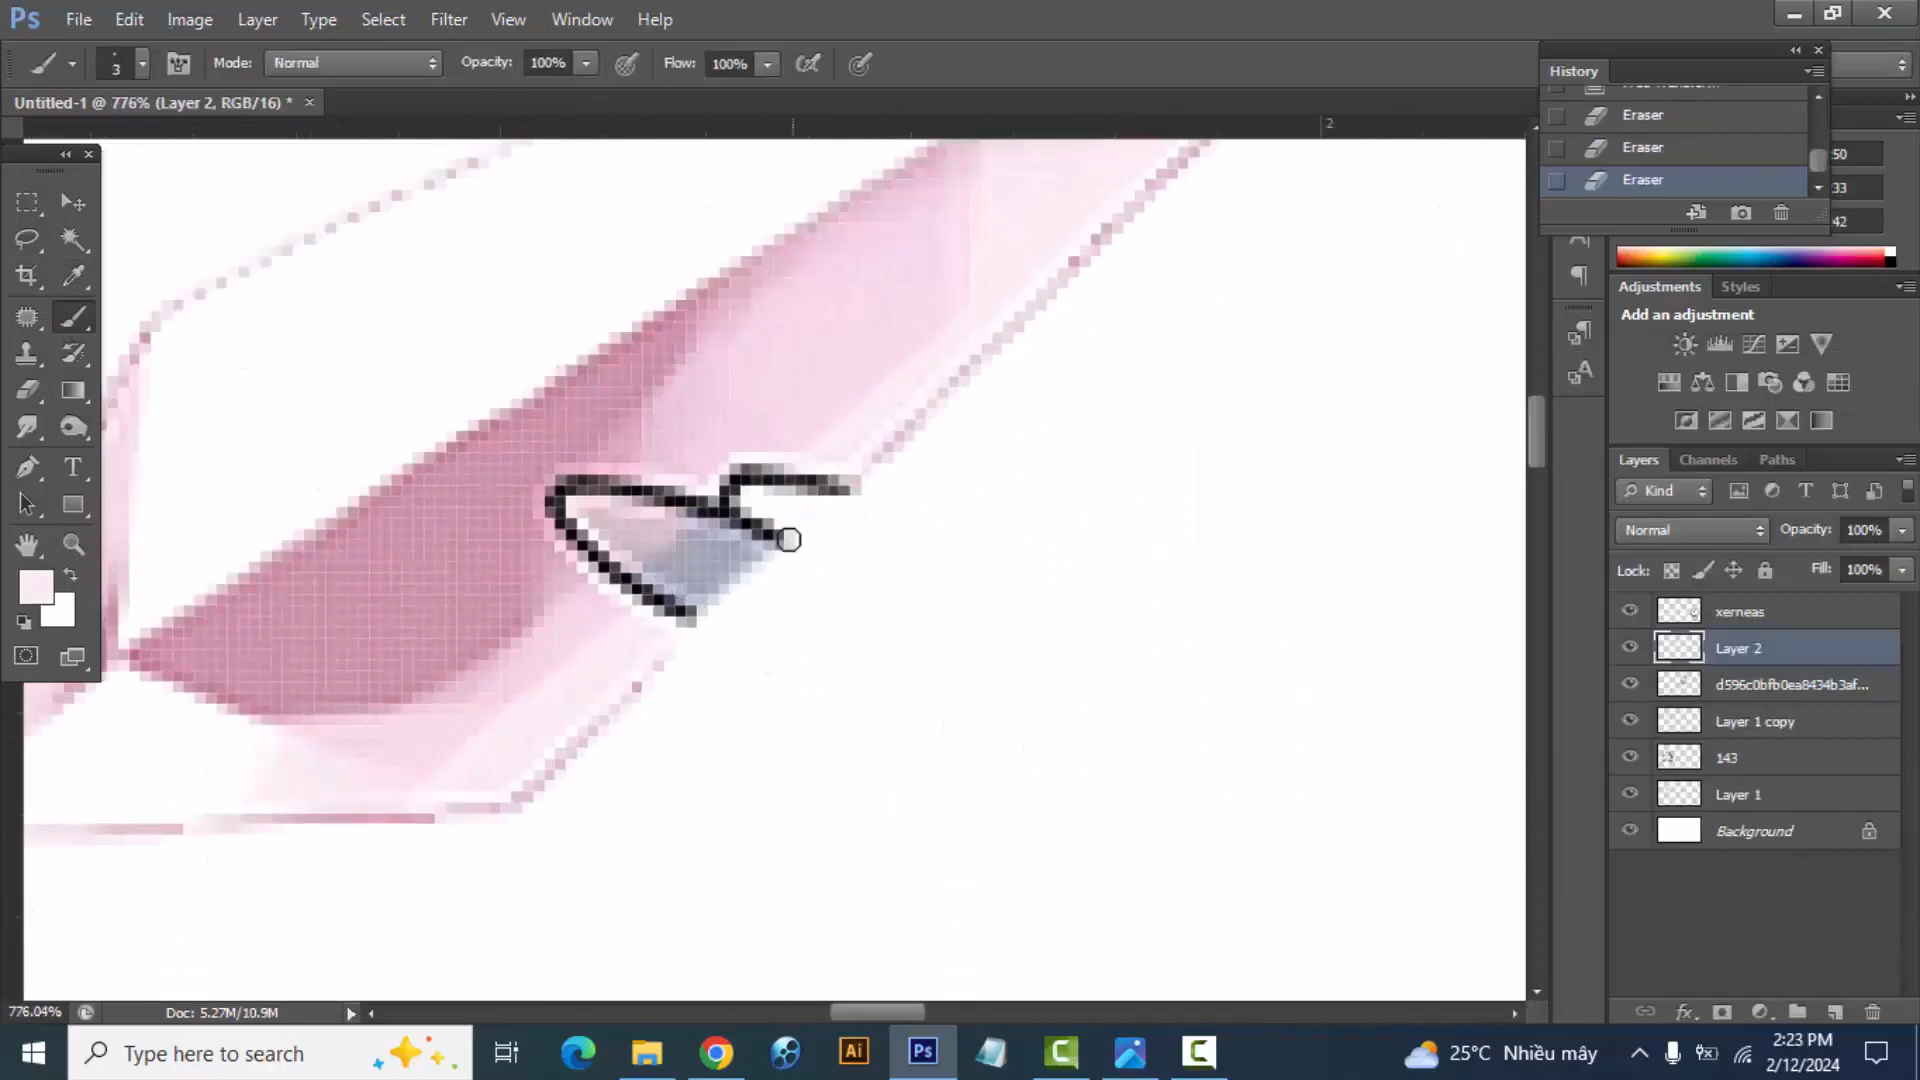 Ps File Edit Image Layer Type Select Filter View Window Help
3 Mode: Normal Opacity: 100% Flow: 100%
History
Untitled-1 @ 776% (Layer 2, RGB/16) * ×
Eraser
Eraser
Eraser
2
50
33
42
Adjustments Styles
Add an adjustment
Layers Channels Paths
Kind
Normal Opacity: 100%
Lock: Fill: 100%
xerneas
Layer 2
d596c0bfb0ea8434b3af...
Layer 1 copy
143
Layer 1
Background
776.04% Doc: 5.27M/10.9M
Type here to search
Ai Ps
25°C Nhiều mây
2:23 PM
2/12/2024